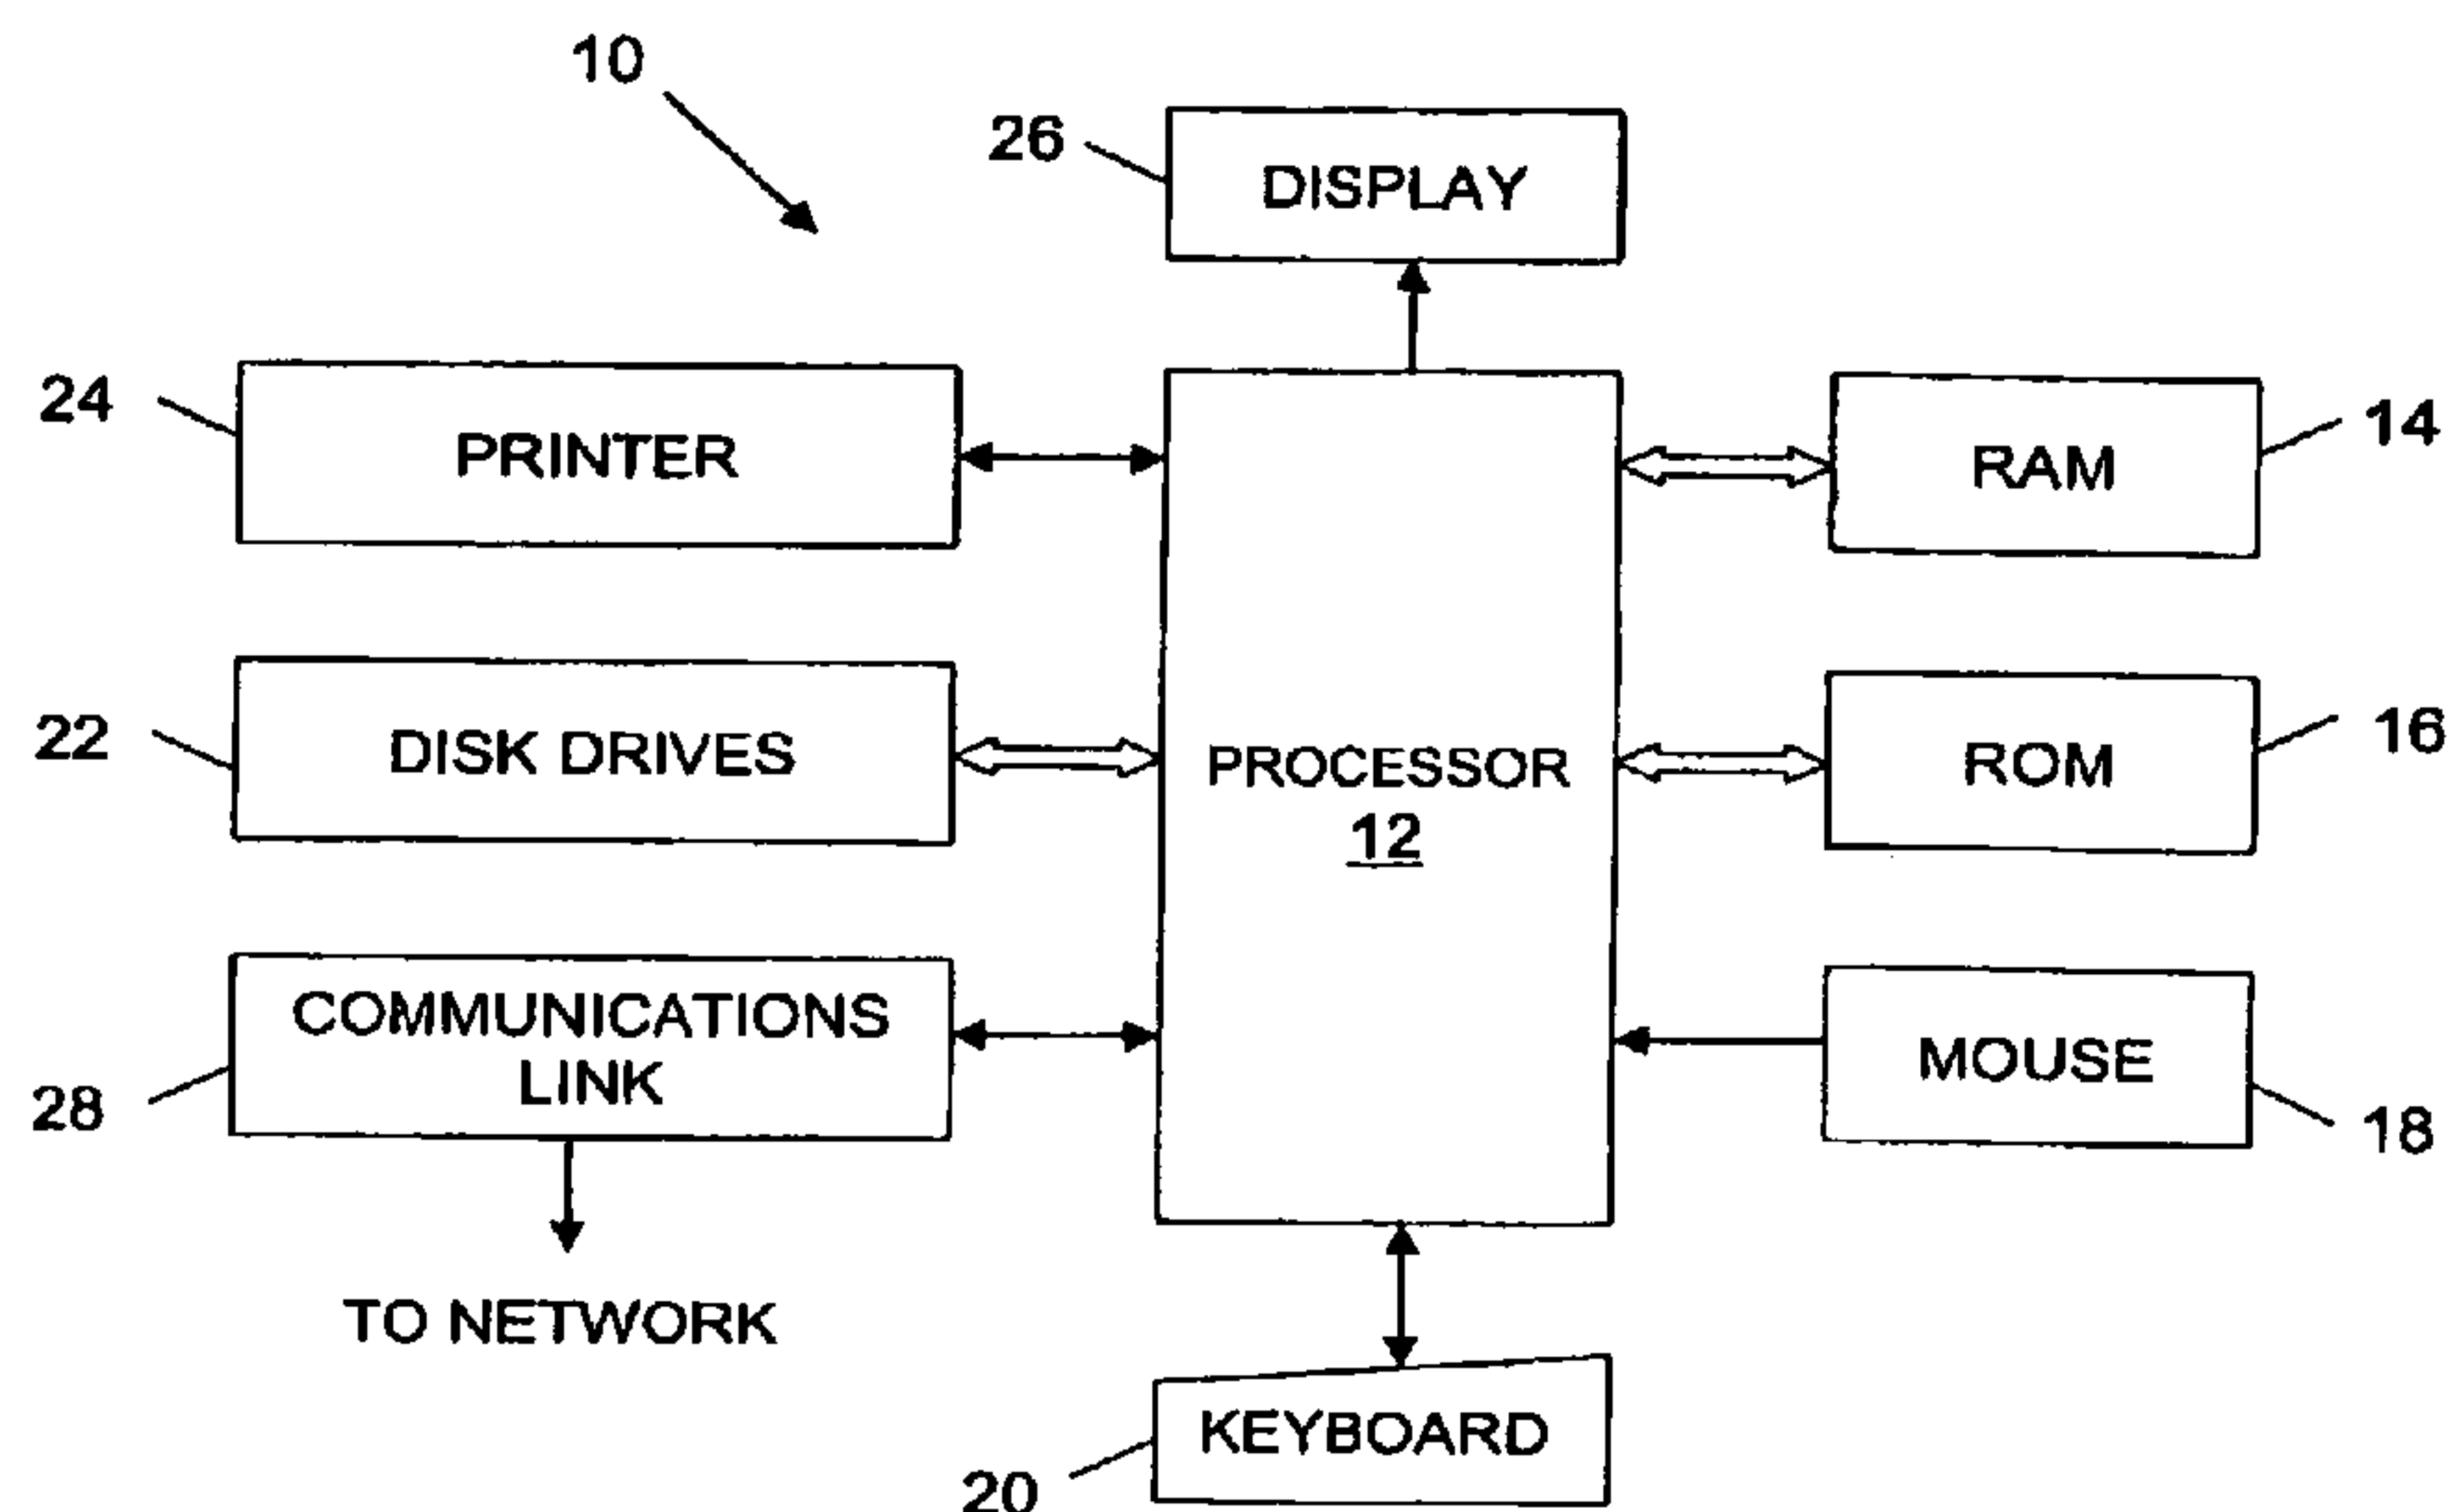 10
26
DISPLAY
24
PRINTER
RAM
14
22
DISK DRIVES
PROCESSOR
12
ROM
16
COMMUNICATIONS
LINK
28
MOUSE
18
TO NETWORK
KEYBOARD
20